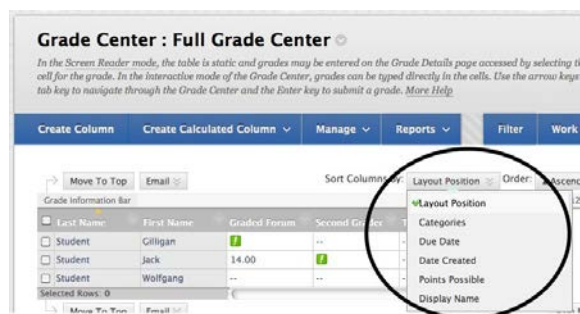 Grade Center : Full Grade Center
In the Screen Reader mode, the table is static and grades may be entered on the Grade Details page accessed by selecting
cell for the grade. In the interactive mode of the Grade Center, grades can be typed directly in the cells. Use the arrow keys
tab key to navigate through the Grade Center and the Enter key to submit a grade. More Help
Create Column Create Calculated Column Manage Reports Filter Work
Move To Top Email Sort Columns By: Layout Position Order: Ascen
Grade Information Bar
Last Name First Name Graded Forum Second Graded
Layout Position
Student Gilligan --
Categories
Student Jack 14.00
Due Date
Student Wolfgang -- --
Date Created
Points Possible
Display Name
Selected Rows: 0
Move To Top Email